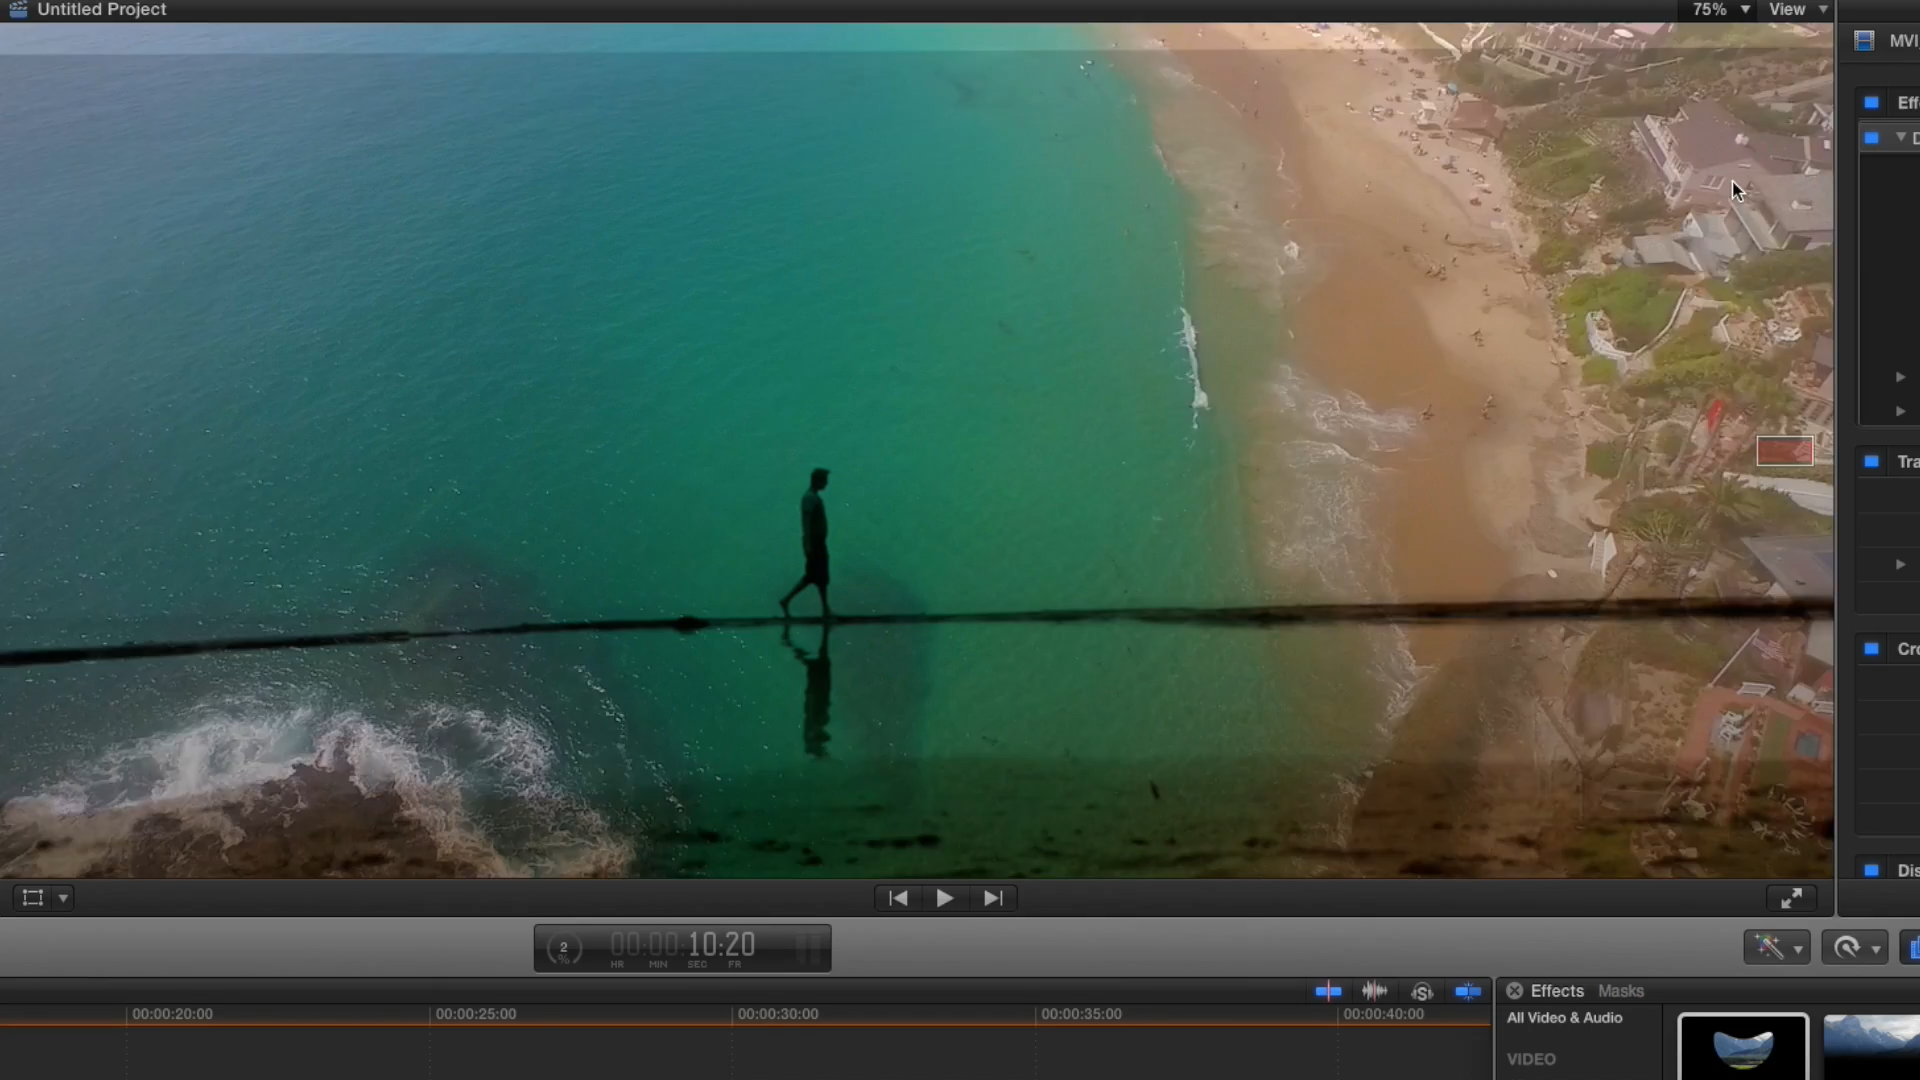 Untitled Project
75%
View
MVI
Eff
D
Tra
Cro
Dis
2
%
00:00:10:20
HR MIN SEC FR
00:00:20:00
00:00:25:00
00:00:30:00
00:00:35:00
00:00:40:00
Effects
Masks
All Video & Audio
VIDEO